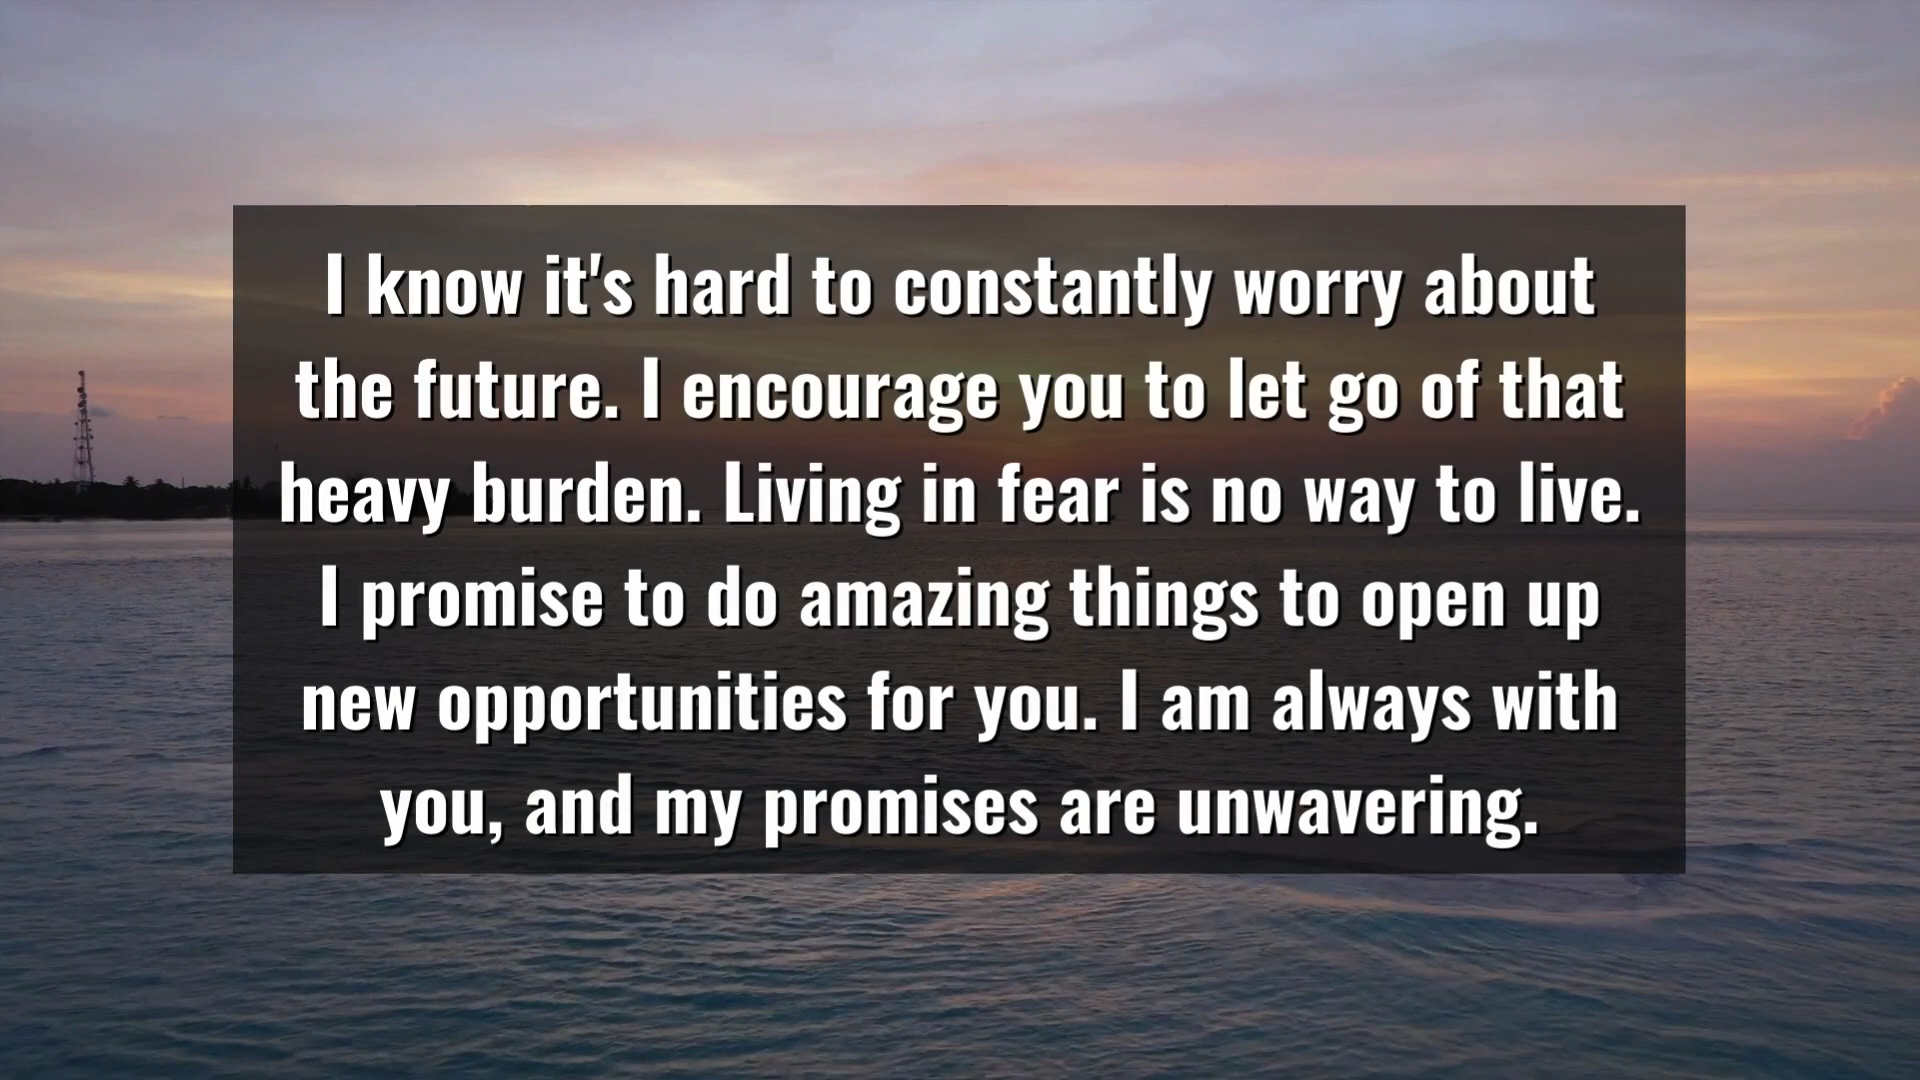 I know it's hard to constantly worry about
the future. I encourage you to let go of that
heavy burden. Living in fear is no way to live.
I promise to do amazing things to open up
new opportunities for you. I am always with
you, and my promises are unwavering.